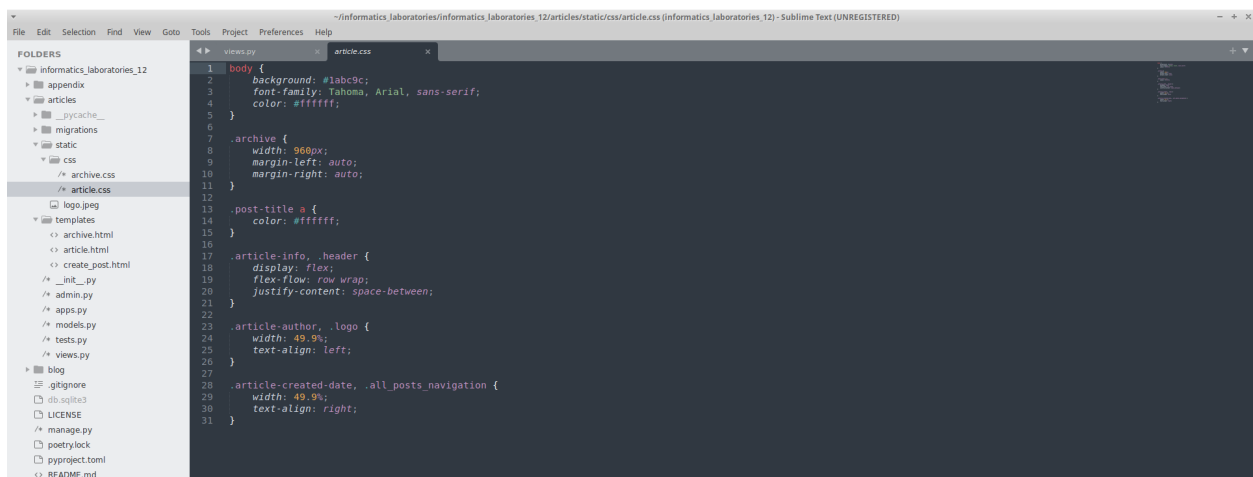 ~/informatics_laboratories/informatics_laboratories_12/articles/static/css/article.css (informatics_laboratories_12) - Sublime Text (UNREGISTERED)
File Edit Selection Find View Goto Tools Project Preferences Help
FOLDERS
informatics_laboratories_12
appendix
articles
__pycache__
migrations
static
css
/* archive.css
/* article.css
logo.jpeg
templates
<> archive.html
<> article.html
<> create_post.html
/* __init__.py
/* admin.py
/* apps.py
/* models.py
/* tests.py
/* views.py
blog
.gitignore
db.sqlite3
LICENSE
/* manage.py
poetry.lock
pyproject.toml
<> README.md
views.py × article.css ×
1 body {
2 background: #1abc9c;
3 font-family: Tahoma, Arial, sans-serif;
4 color: #ffffff;
5 }
6
7 .archive {
8 width: 960px;
9 margin-left: auto;
10 margin-right: auto;
11 }
12
13 .post-title a {
14 color: #ffffff;
15 }
16
17 .article-info, .header {
18 display: flex;
19 flex-flow: row wrap;
20 justify-content: space-between;
21 }
22
23 .article-author, .logo {
24 width: 49.9%;
25 text-align: left;
26 }
27
28 .article-created-date, .all_posts_navigation {
29 width: 49.9%;
30 text-align: right;
31 }